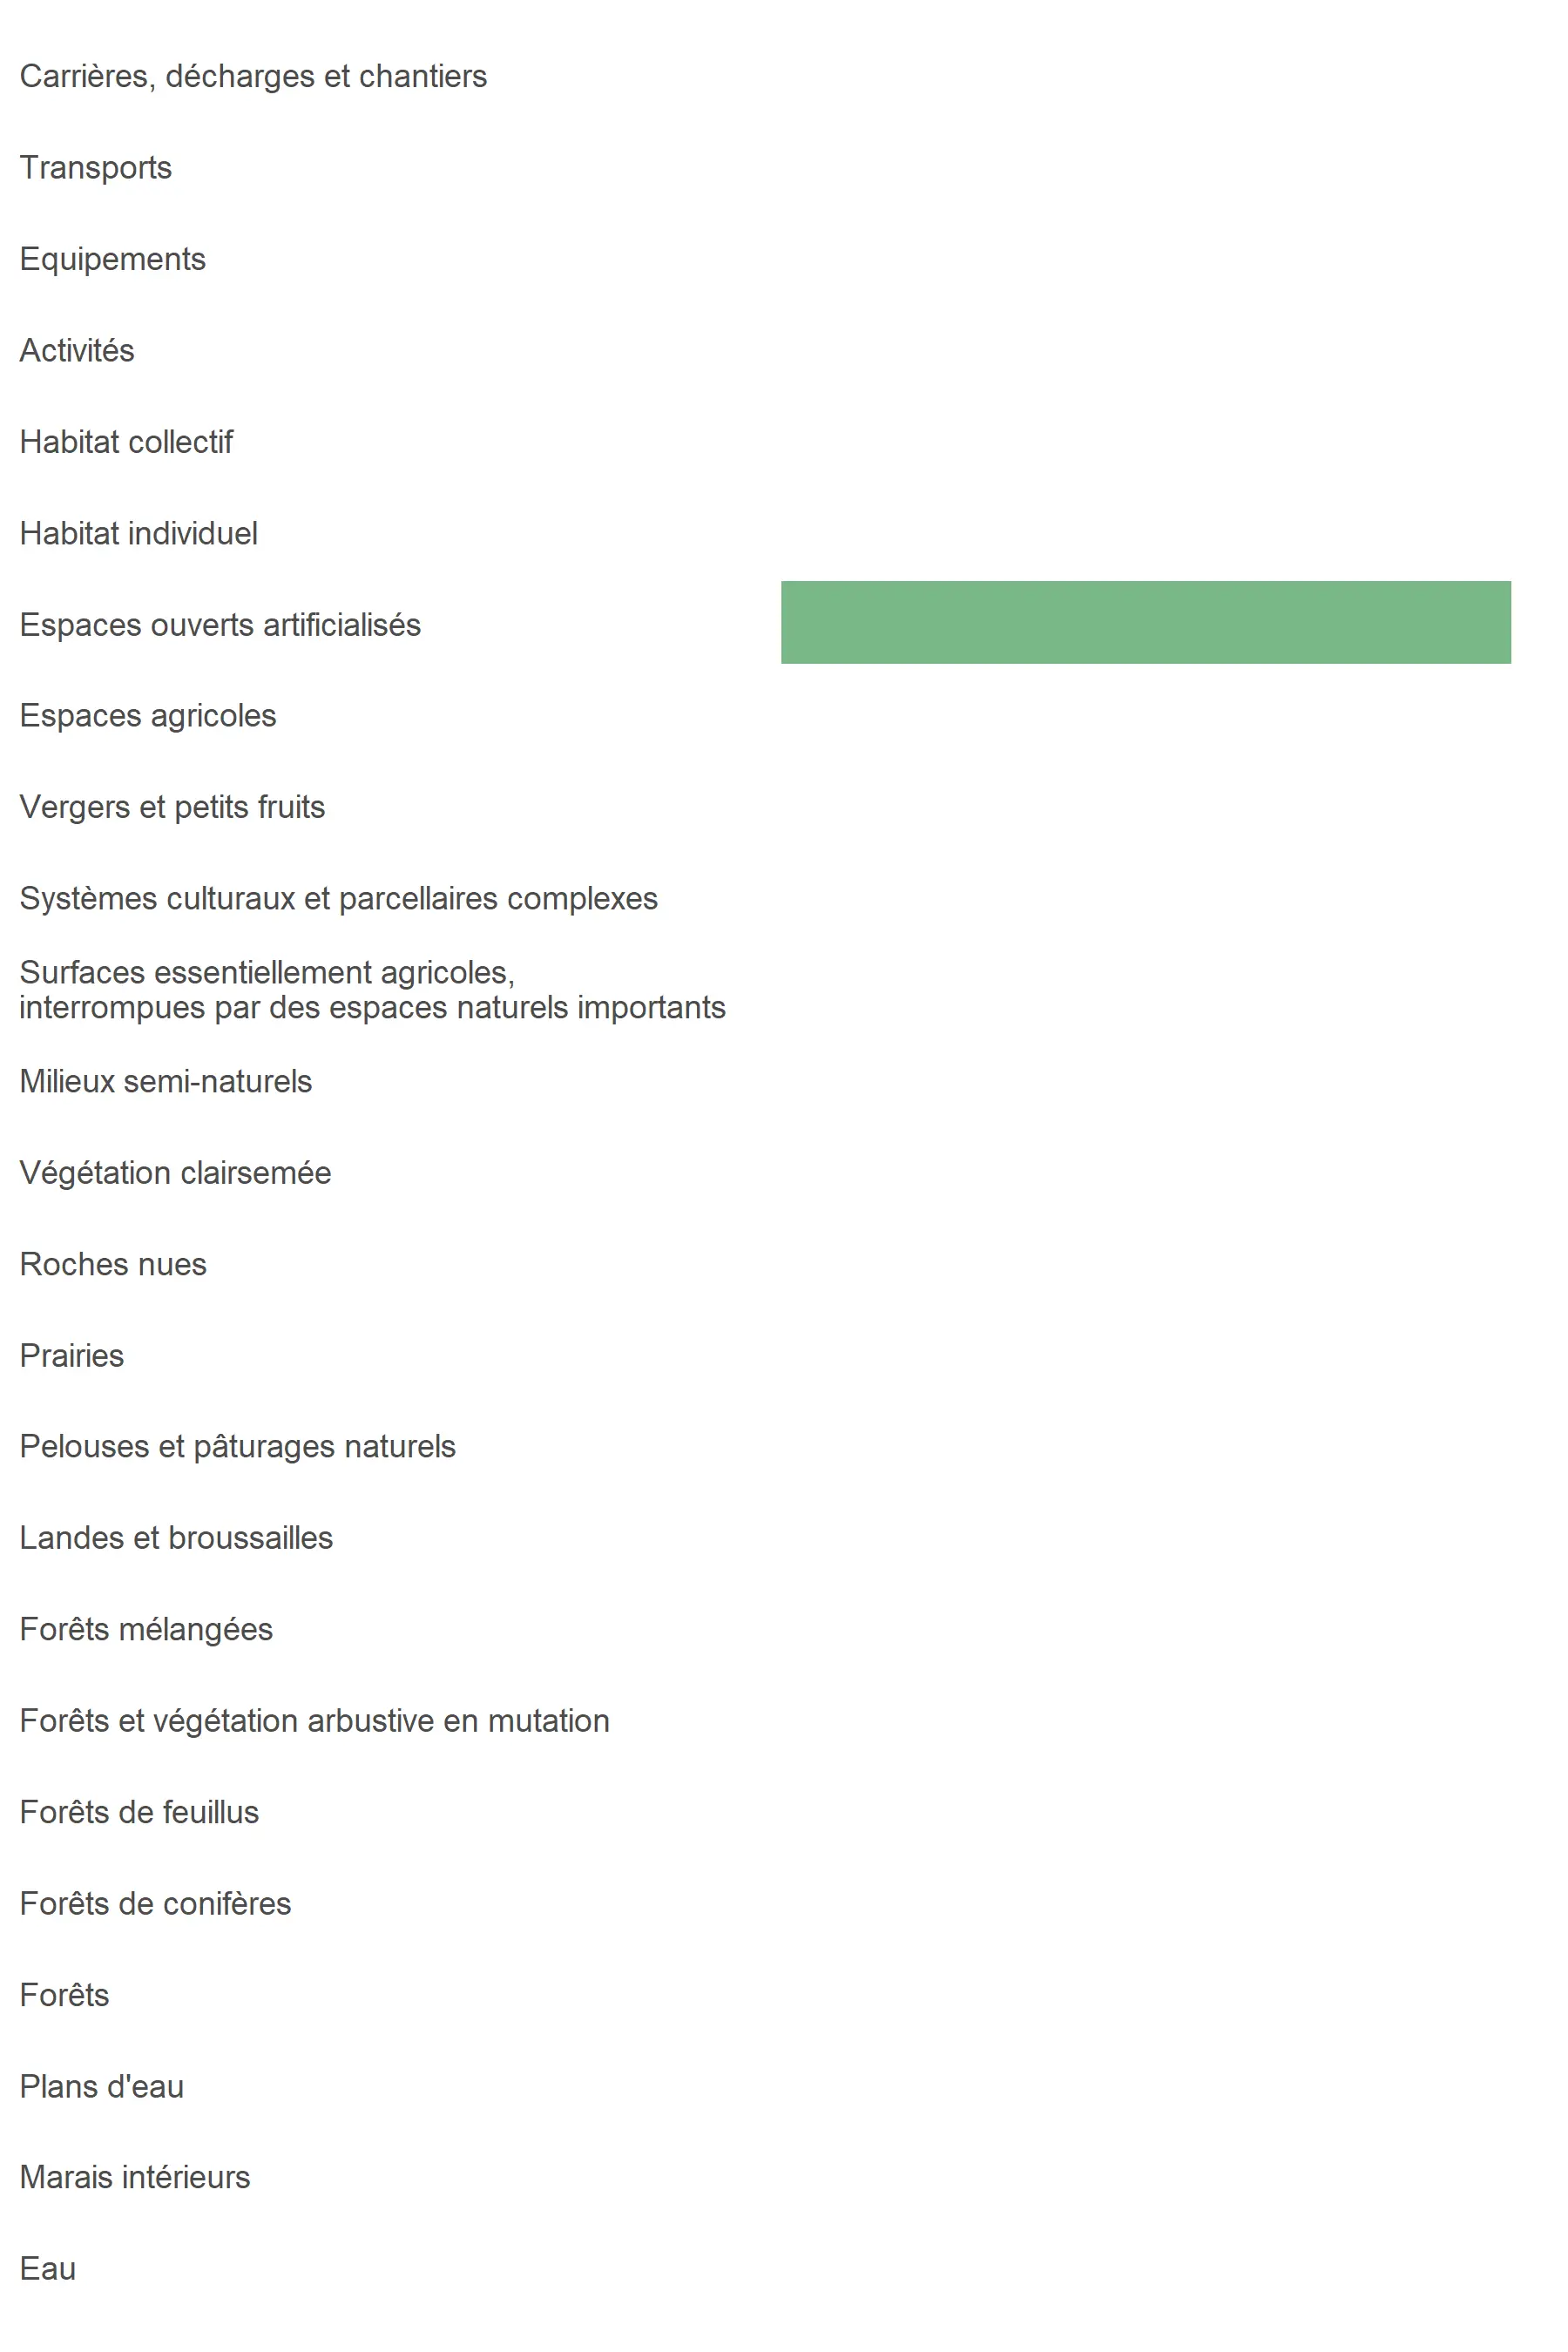 Carrières, décharges et chantiers
Transports
Equipements
Activités
Habitat collectif
Habitat individuel
Espaces ouverts artificialisés
Espaces agricoles
Vergers et petits fruits
Systèmes culturaux et parcellaires complexes
Surfaces essentiellement agricoles,
interrompues par des espaces naturels importants
Milieux semi-naturels
Végétation clairsemée
Roches nues
Prairies
Pelouses et pâturages naturels
Landes et broussailles
Forêts mélangées
Forêts et végétation arbustive en mutation
Forêts de feuillus
Forêts de conifères
Forêts
Plans d'eau
Marais intérieurs
Eau